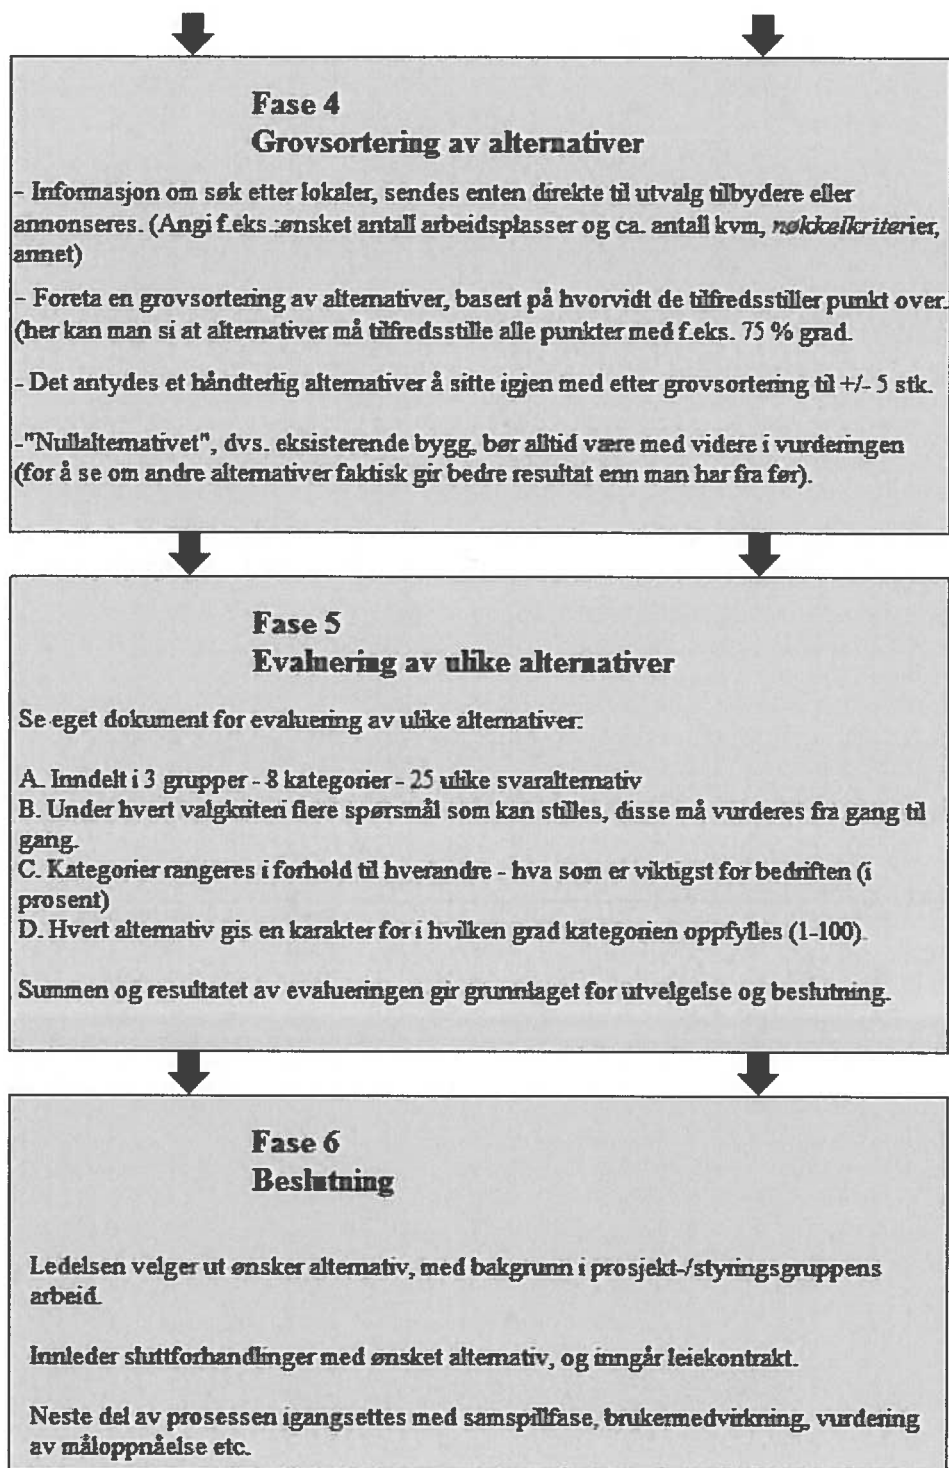 Fase 4
Grovsortering av alternativer
- Informasjon om søk etter lokaler, sendes enten direkte til utvalg tilbydere eller
annonseres. (Angi f.eks.:ønsket antall arbeidsplasser og ca. antall kvm, nøkkelkriterier,
annet)
- Foreta en grovsortering av alternativer, basert på hvorvidt de tilfredsstiller punkt over.
(her kan man si at alternativer må tilfredsstille alle punkter med f.eks. 75 % grad.
- Det antydes et håndterlig alternativer å sitte igjen med etter grovsortering til +/- 5 stk.
-"Nullalternativet", dvs. eksisterende bygg, bør alltid være med videre i vurderingen
(for å se om andre alternativer faktisk gir bedre resultat enn man har fra før).
Fase 5
Evaluering av ulike alternativer
Se eget dokument for evaluering av ulike alternativer:
A. Inndelt i 3 grupper - 8 kategorier - 25 ulike svaralternativ
B. Under hvert valgkriteri flere spørsmål som kan stilles, disse må vurderes fra gang til
gang.
C. Kategorier rangeres i forhold til hverandre - hva som er viktigst for bedriften (i
prosent)
D. Hvert alternativ gis en karakter for i hvilken grad kategorien oppfylles (1-100).
Summen og resultatet av evalueringen gir grunnlaget for utvelgelse og beslutning.
Fase 6
Beslutning
Ledelsen velger ut ønsker alternativ, med bakgrunn i prosjekt-/styringsgruppens
arbeid.
Innleder sluttforhandlinger med ønsket alternativ, og inngår leiekontrakt.
Neste del av prosessen igangsettes med samspillfase, brukermedvirkning, vurdering
av måloppnåelse etc.